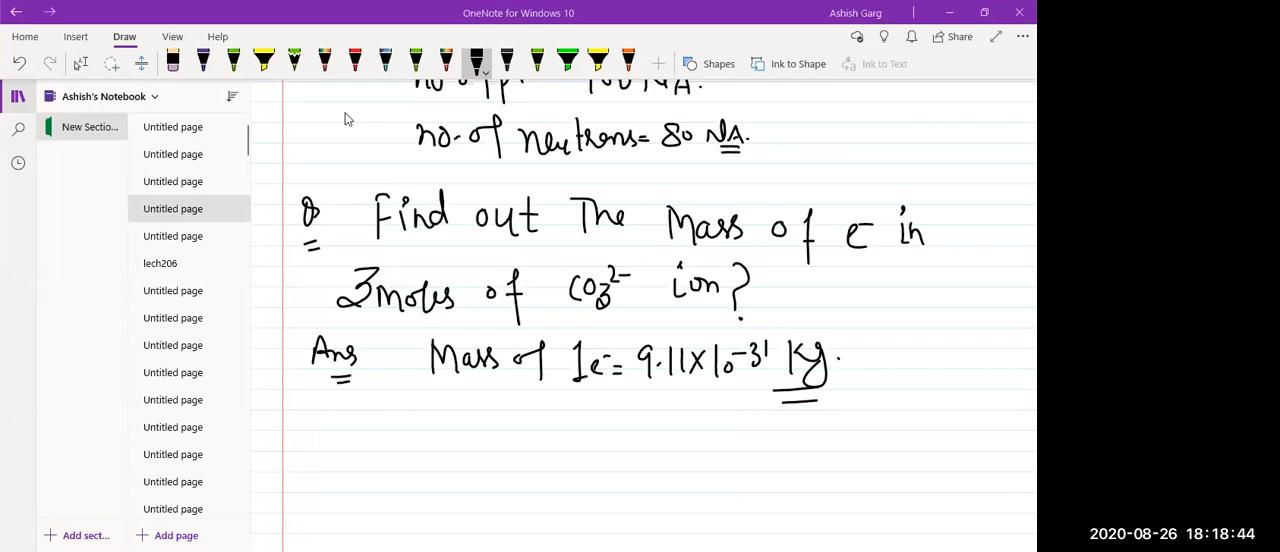 OneNote for Windows 10
Ashish Garg
Home Insert Draw View Help
Share
Shapes
Ink to Shape
Ink to Text
Ashish's Notebook
New Sectio...
Untitled page
Untitled page
Untitled page
Untitled page
Untitled page
lech206
Untitled page
Untitled page
Untitled page
Untitled page
Untitled page
Untitled page
Untitled page
Untitled page
Untitled page
Add sect...
Add page
100 NA.
no. of Neutrons = 80 NA.
Q Find out The Mass of e- in
3 moles of CO3^2- ion?
Ans Mass of 1e- = 9.11 X 10^-31 Kg.
2020-08-26 18:18:44